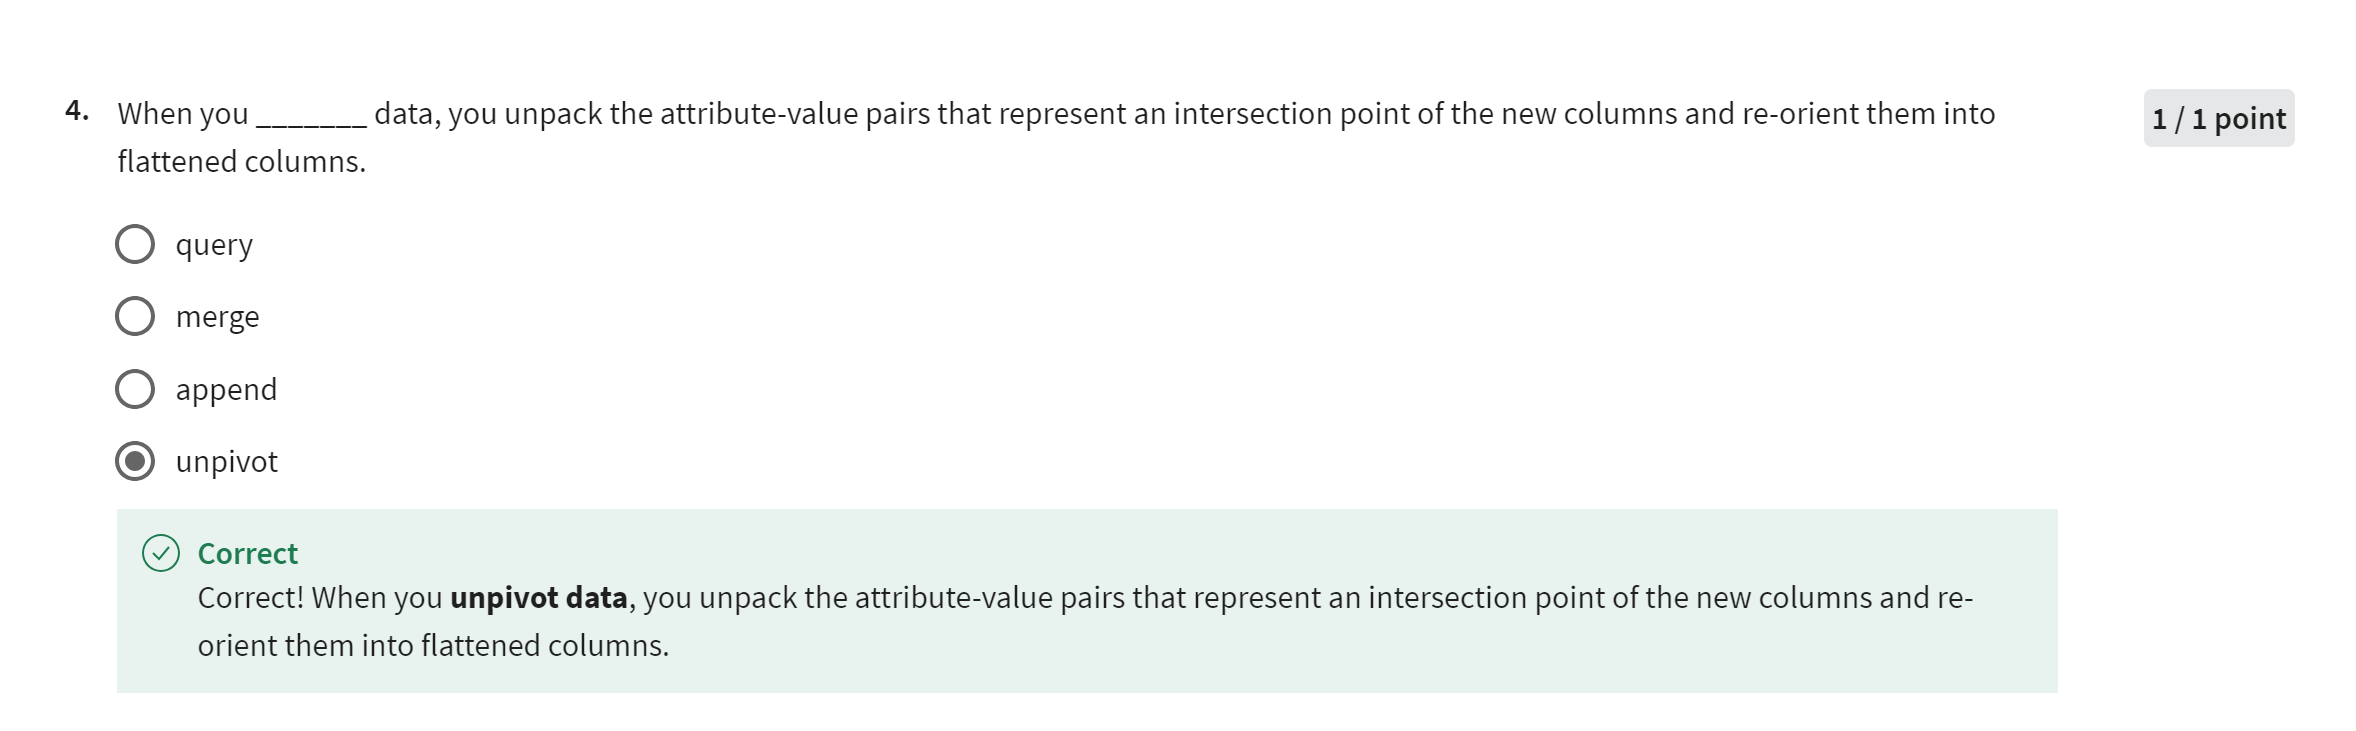 4. When you _______ data, you unpack the attribute-value pairs that represent an intersection point of the new columns and re-orient them into
1 / 1 point
flattened columns.
query
merge
append
unpivot
Correct
Correct! When you unpivot data, you unpack the attribute-value pairs that represent an intersection point of the new columns and re-
orient them into flattened columns.